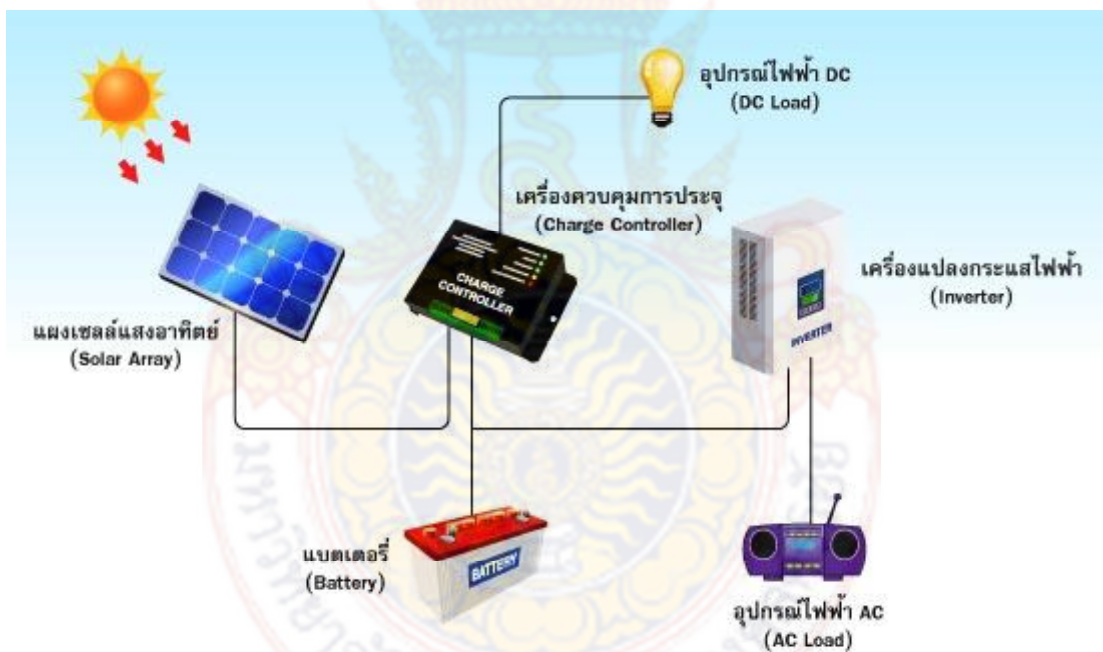 อุปกรณ์ไฟฟ้า DC
(DC Load)
เครื่องควบคุมการประจุ
(Charge Controller)
CHARGE
CONTROLLER
เครื่องแปลงกระแสไฟฟ้า
(Inverter)
INVERTER
แผงเซลล์แสงอาทิตย์
(Solar Array)
แบตเตอรี่
(Battery)
BATTERY
อุปกรณ์ไฟฟ้า AC
(AC Load)